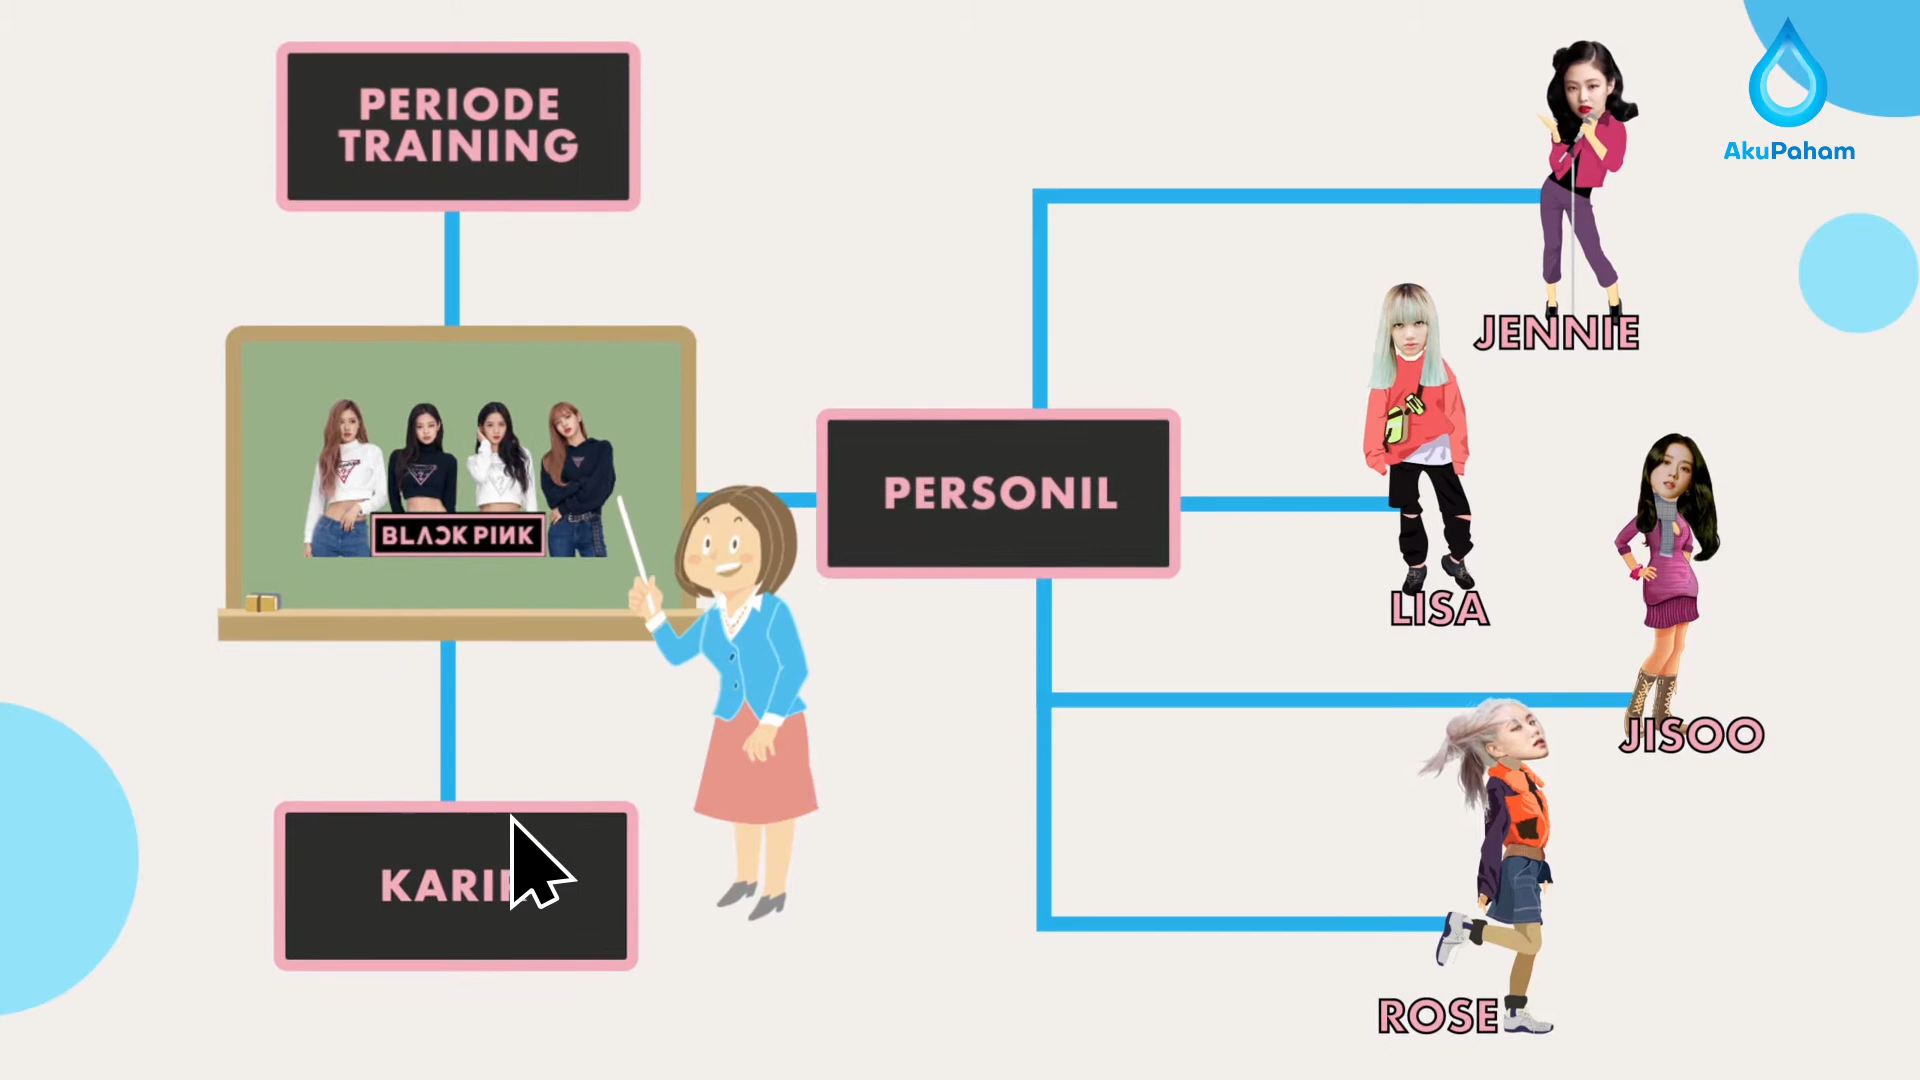 PERIODE
TRAINING
AkuPaham
JENNIE
BLACKPINK
PERSONIL
LISA
JISOO
ROSE